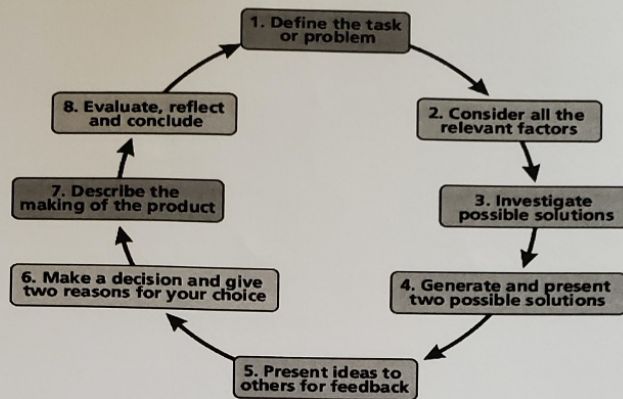 1. Define the task
or problem
2. Consider all the
relevant factors
3. Investigate
possible solutions
4. Generate and present
two possible solutions
5. Present ideas to
others for feedback
6. Make a decision and give
two reasons for your choice
7. Describe the
making of the product
8. Evaluate, reflect
and conclude